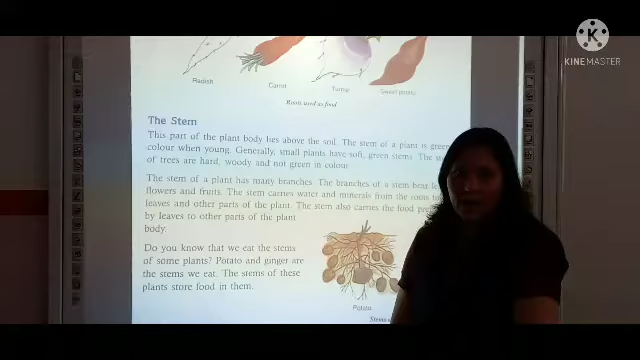 KINEMASTER
Radish
Carrot
Turnip
Sweet potato
Roots used as food
The Stem
This part of the plant body lies above the soil. The stem of a plant is green
colour when young. Generally, small plants have soft, green stems. The
of trees are hard, woody and not green in colour.
The stem of a plant has many branches. The branches of a stem bear
flowers and fruits. The stem carries water and minerals from the roots
leaves and other parts of the plant. The stem also carries the food
by leaves to other parts of the plant
body.
Do you know that we eat the stems
of some plants? Potato and ginger are
the stems we eat. The stems of these
plants store food in them.
Potato
Stems